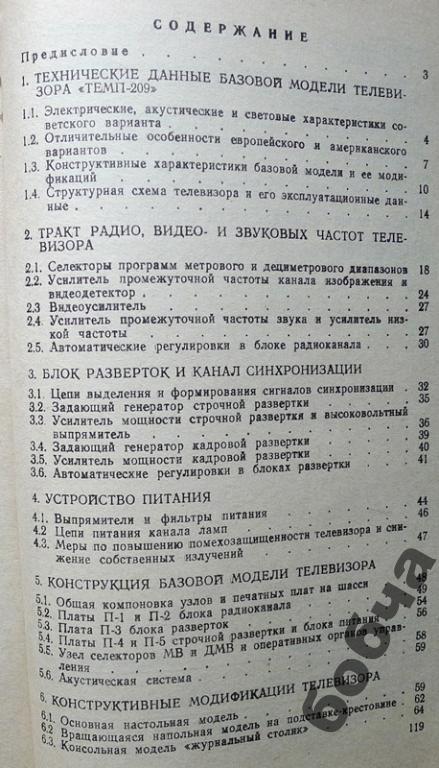 СОДЕРЖАНИЕ
Предисловие . . . . . . . . . 3
1. ТЕХНИЧЕСКИЕ ДАННЫЕ БАЗОВОЙ МОДЕЛИ ТЕЛЕВИ-
ЗОРА «ТЕМП-209»
1.1. Электрические, акустические и световые характеристики со-
ветского варианта . . . . . . . 4
1.2. Отличительные особенности европейского и американского
вариантов . . . . . . . . 7
1.3. Конструктивные характеристики базовой модели и ее моди-
фикаций . . . . . . . . 10
1.4. Структурная схема телевизора и его эксплуатационные дан-
ные . . . . . . . . . 14
2. ТРАКТ РАДИО, ВИДЕО- И ЗВУКОВЫХ ЧАСТОТ ТЕЛЕ-
ВИЗОРА
2.1. Селекторы программ метрового и дециметрового диапазонов 18
2.2. Усилитель промежуточной частоты канала изображения и
видеодетектор . . . . . . . . 24
2.3 Видеоусилитель . . . . . . . . 27
2.4. Усилитель промежуточной частоты звука и усилитель низ-
кой частоты . . . . . . . . 27
2.5. Автоматические регулировки в блоке радиоканала . . 30
3. БЛОК РАЗВЕРТОК И КАНАЛ СИНХРОНИЗАЦИИ
3.1. Цепи выделения и формирования сигналов синхронизации . 32
3.2. Задающий генератор строчной развертки . . . . 35
3.3. Усилитель мощности строчной развертки и высоковольтный
выпрямитель . . . . . . . . 36
3.4. Задающий генератор кадровой развертки . . . . 39
3.5. Усилитель мощности кадровой развертки . . . . 40
3.6. Автоматические регулировки в блоках развертки . . 41
4. УСТРОЙСТВО ПИТАНИЯ
4.1. Выпрямители и фильтры питания . . . . . 44
4.2 Цепи питания канала ламп . . . . . . 46
4.3. Меры по повышению помехозащищенности телевизора и сни-
жение собственных излучений . . . . . . 47
5. КОНСТРУКЦИЯ БАЗОВОЙ МОДЕЛИ ТЕЛЕВИЗОРА
5.1. Общая компоновка узлов и печатных плат на шасси . 48
5.2. Платы П-1 и П-2 блока радиоканала . . . . 49
5.3. Плата П-3 блока разверток . . . . . . 54
5.4. Платы П-4 и П-5 строчной развертки и блока питания . 56
5.5. Узел селекторов МВ и ДМВ и оперативных органов управ-
ления . . . . . . . . . 58
5.6. Акустическая система . . . . . . . 59
6. КОНСТРУКТИВНЫЕ МОДИФИКАЦИИ ТЕЛЕВИЗОРА
6.1. Основная настольная модель . . . . . . 59
6.2 Вращающаяся напольная модель на подставке-крестовине . 62
6.3. Консольная модель «журнальный столик» . . . . 64
119
бобча